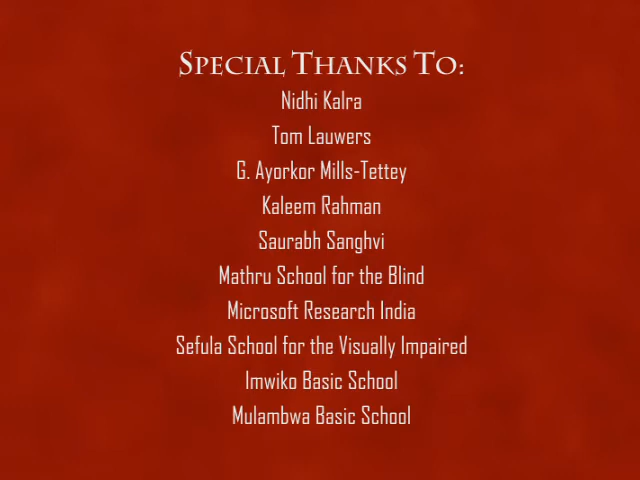 Special Thanks To:
Nidhi Kalra
Tom Lauwers
G. Ayorkor Mills-Tettey
Kaleem Rahman
Saurabh Sanghvi
Mathru School for the Blind
Microsoft Research India
Sefula School for the Visually Impaired
Imwiko Basic School
Mulambwa Basic School